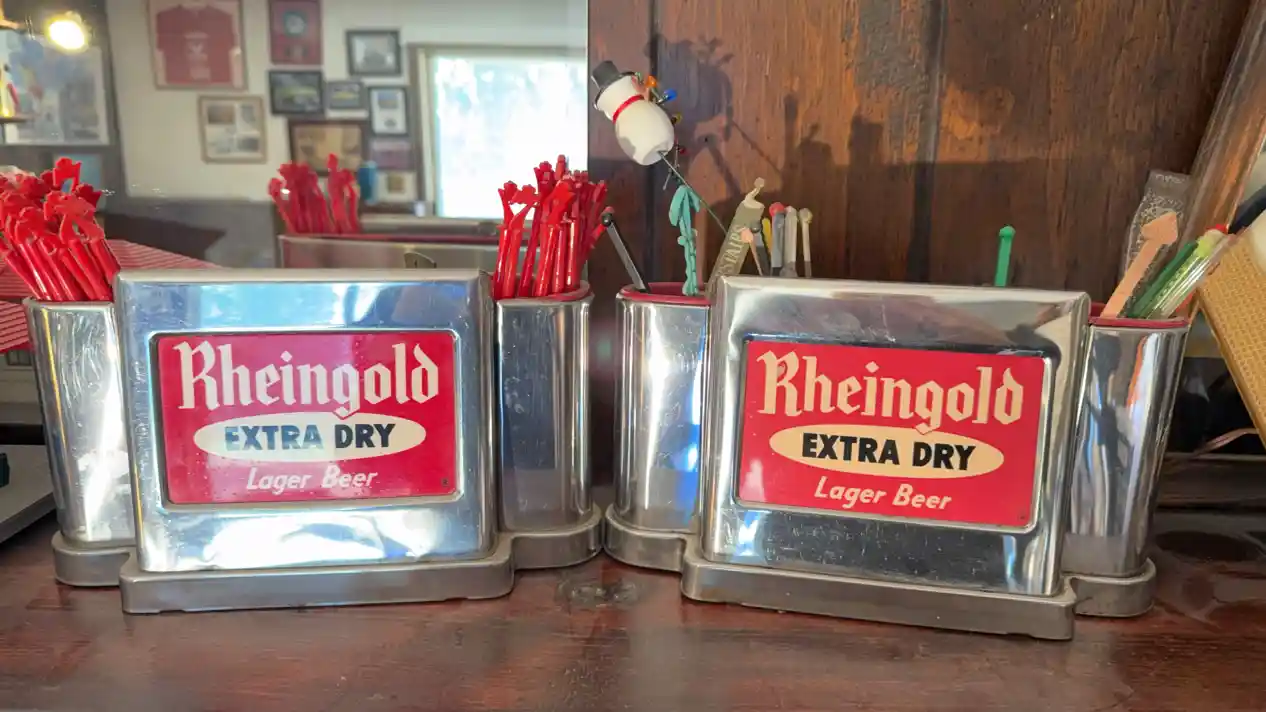 Rheingold
EXTRA DRY
Lager Beer
Rheingold
EXTRA DRY
Lager Beer